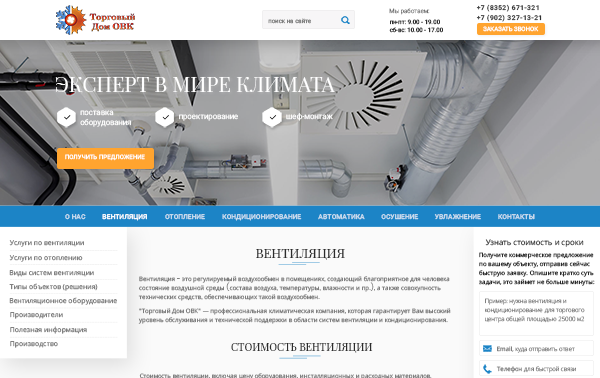 Торговый
Дом ОВК
поиск на сайте
Мы работаем:
пн-пт: 9.00 - 19.00
сб-вс: 10.00 - 17.00
+7 (8352) 671-321
+7 (902) 327-13-21
ЗАКАЗАТЬ ЗВОНОК
ЭКСПЕРТ В МИРЕ КЛИМАТА
поставка
оборудования
проектирование
шеф-монтаж
ПОЛУЧИТЬ ПРЕДЛОЖЕНИЕ
О НАС ВЕНТИЛЯЦИЯ ОТОПЛЕНИЕ КОНДИЦИОНИРОВАНИЕ АВТОМАТИКА ОСУШЕНИЕ УВЛАЖНЕНИЕ КОНТАКТЫ
Услуги по вентиляции
Услуги по отоплению
Виды систем вентиляции
Типы объектов (решения)
Вентиляционное оборудование
Производители
Полезная информация
Производство
ВЕНТИЛЯЦИЯ
Вентиляция – это регулируемый воздухообмен в помещениях, создающий благоприятное для человека
состояние воздушной среды (состава воздуха, температуры, влажности и пр.), а также совокупность
технических средств, обеспечивающих такой воздухообмен.
"Торговый Дом ОВК" — профессиональная климатическая компания, которая гарантирует Вам высокий
уровень обслуживания и технической поддержки в области систем вентиляции и кондиционирования.
СТОИМОСТЬ ВЕНТИЛЯЦИИ
Стоимость вентиляции, включая цену оборудования, инсталляционных и расходных материалов,
Узнать стоимость и сроки
Получите коммерческое предложение
по вашему объекту, отправив сейчас
быструю заявку. Опишите кратко суть
задачи, это займет не больше минуты:
Пример: нужна вентиляция и
кондиционирование для торгового
центра общей площадью 25000 м2
Email, куда отправить ответ
Телефон для быстрой связи